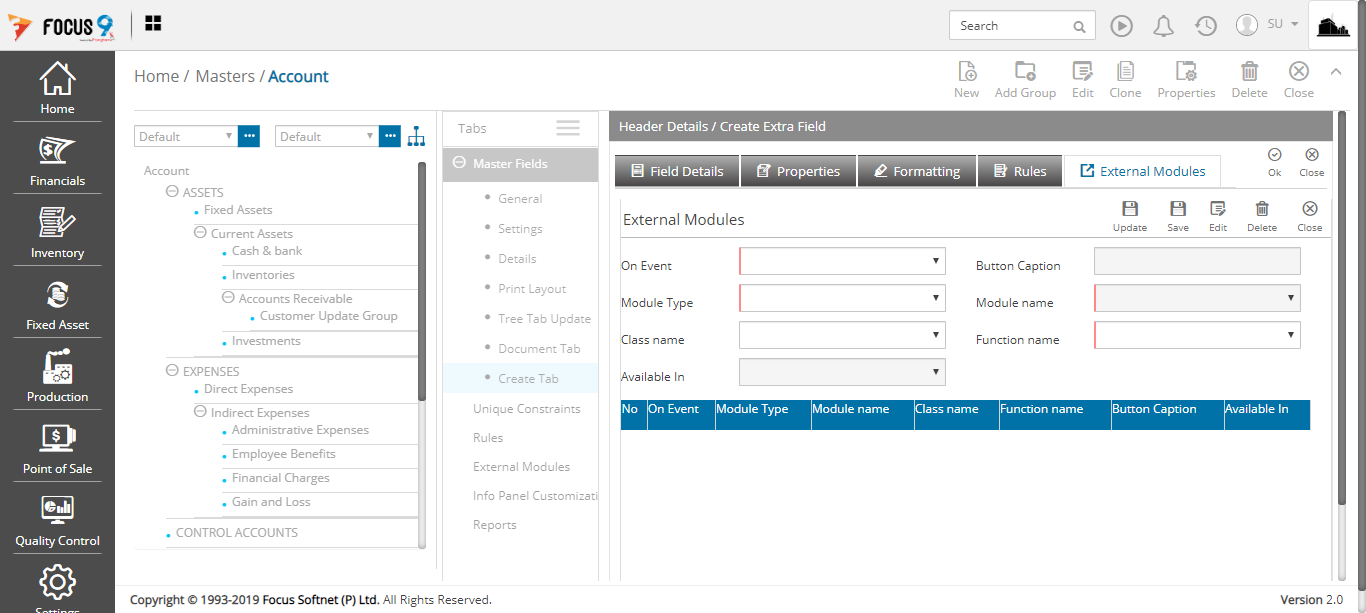 FOCUS 9
Search
SU
Home
Financials
Inventory
Fixed Asset
Production
Point of Sale
Quality Control
Settings
Home / Masters / Account
New Add Group Edit Clone Properties Delete Close
Default Default
Account
ASSETS
Fixed Assets
Current Assets
Cash & bank
Inventories
Accounts Receivable
Customer Update Group
Investments
EXPENSES
Direct Expenses
Indirect Expenses
Administrative Expenses
Employee Benefits
Financial Charges
Gain and Loss
CONTROL ACCOUNTS
Tabs
Master Fields
General
Settings
Details
Print Layout
Tree Tab Update
Document Tab
Create Tab
Unique Constraints
Rules
External Modules
Info Panel Customizati
Reports
Header Details / Create Extra Field
Field Details Properties Formatting Rules External Modules
Ok Close
External Modules
Update Save Edit Delete Close
On Event Button Caption
Module Type Module name
Class name Function name
Available In
No On Event Module Type Module name Class name Function name Button Caption Available In
Copyright © 1993-2019 Focus Softnet (P) Ltd. All Rights Reserved.
Version 2.0